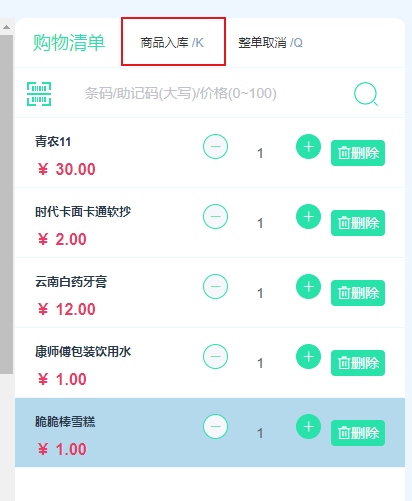 购物清单 商品入库 /K 整单取消 /Q
条码/助记码(大写)/价格(0~100)
青农11
¥ 30.00
1
删除
时代卡面卡通软抄
¥ 2.00
1
删除
云南白药牙膏
¥ 12.00
1
删除
康师傅包装饮用水
¥ 1.00
1
删除
脆脆棒雪糕
¥ 1.00
1
删除